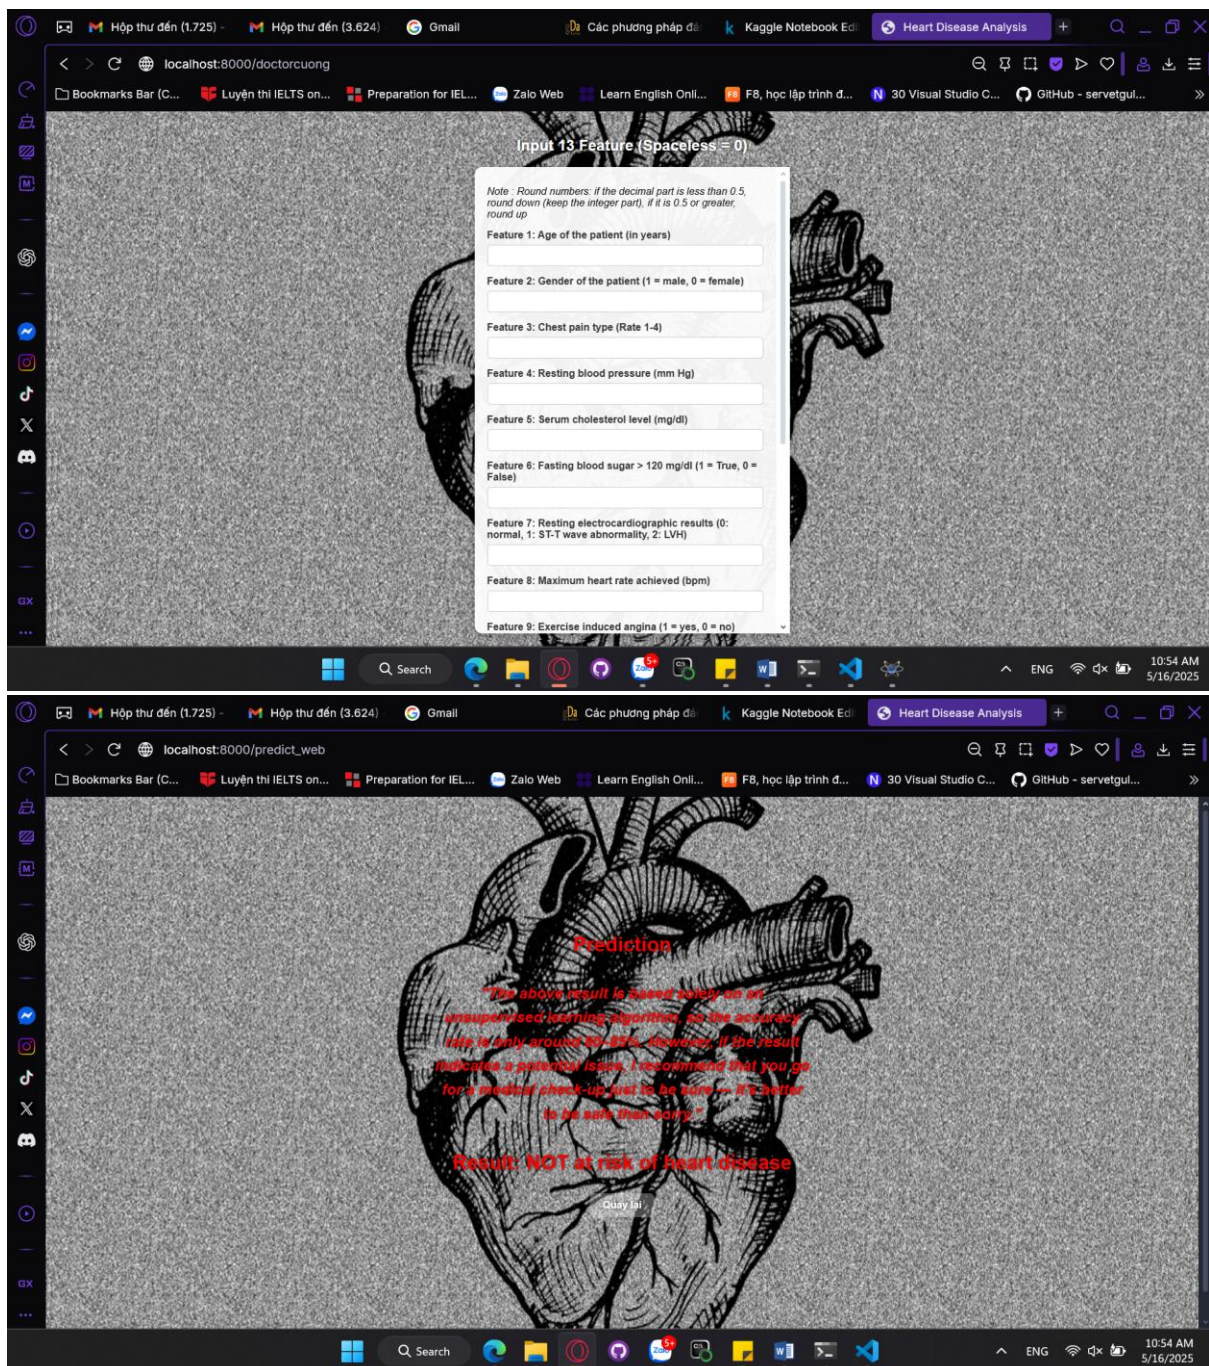 Hộp thư đến (1.725) -
Hộp thư đến (3.624)
Gmail
Các phương pháp đá
Kaggle Notebook Edi
Heart Disease Analysis
localhost:8000/doctorcuong
Bookmarks Bar (C...
Luyện thi IELTS on...
Preparation for IEL...
Zalo Web
Learn English Onli...
F8, học lập trình đ...
30 Visual Studio C...
GitHub - servetgul...
Input 13 Feature (Spaceless = 0)
Note : Round numbers: if the decimal part is less than 0.5,
round down (keep the integer part), if it is 0.5 or greater,
round up
Feature 1: Age of the patient (in years)
Feature 2: Gender of the patient (1 = male, 0 = female)
Feature 3: Chest pain type (Rate 1-4)
Feature 4: Resting blood pressure (mm Hg)
Feature 5: Serum cholesterol level (mg/dl)
Feature 6: Fasting blood sugar > 120 mg/dl (1 = True, 0 =
False)
Feature 7: Resting electrocardiographic results (0:
normal, 1: ST-T wave abnormality, 2: LVH)
Feature 8: Maximum heart rate achieved (bpm)
Feature 9: Exercise induced angina (1 = yes, 0 = no)
GX
Search
5+
ENG
10:54 AM
5/16/2025
Hộp thư đến (1.725) -
Hộp thư đến (3.624)
Gmail
Các phương pháp đá
Kaggle Notebook Edi
Heart Disease Analysis
localhost:8000/predict_web
Bookmarks Bar (C...
Luyện thi IELTS on...
Preparation for IEL...
Zalo Web
Learn English Onli...
F8, học lập trình đ...
30 Visual Studio C...
GitHub - servetgul...
Prediction
"The above result is based solely on an
unsupervised learning algorithm, so the accuracy
rate is only around 80–85%. However, if the result
indicates a potential issue, I recommend that you go
for a medical check-up just to be sure — it's better
to be safe than sorry."
Result: NOT at risk of heart disease
Quay lại
GX
Search
5+
ENG
10:54 AM
5/16/2025